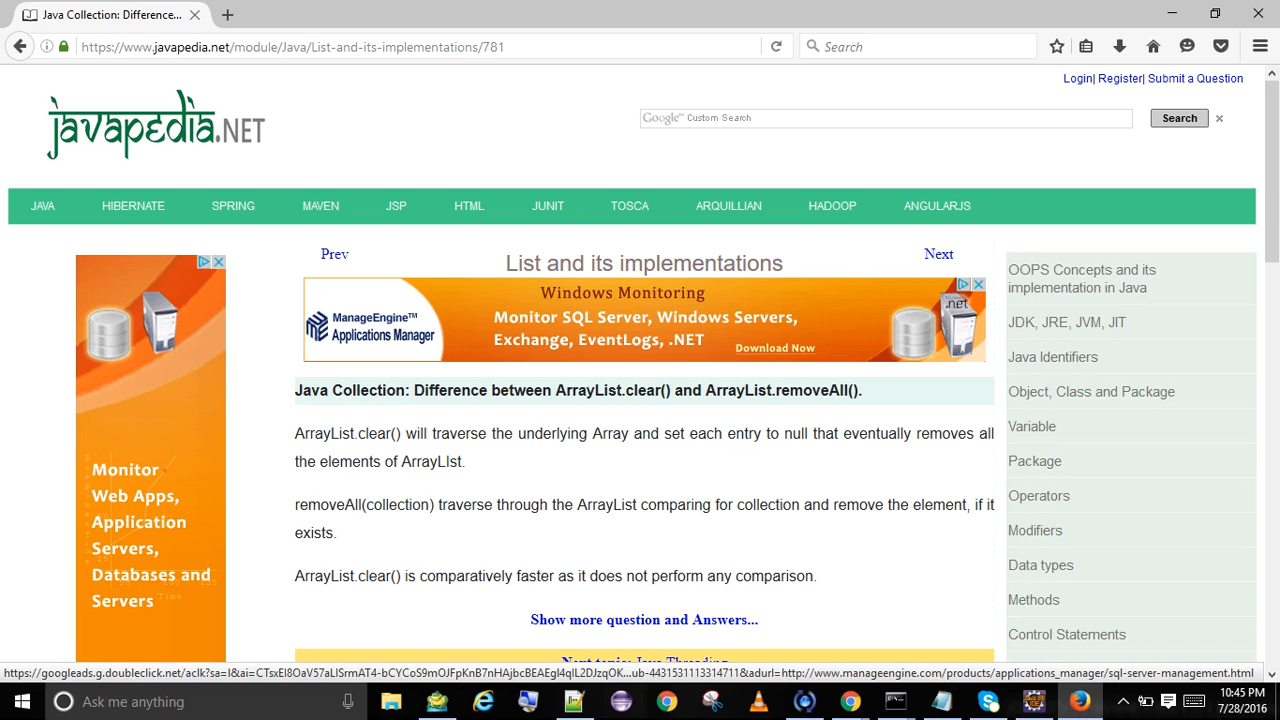 Java Collection: Difference...
https://www.javapedia.net/module/Java/List-and-its-implementations/781
Search
Login| Register| Submit a Question
javapedia.NET
Google™ Custom Search
Search
JAVA HIBERNATE SPRING MAVEN JSP HTML JUNIT TOSCA ARQUILLIAN HADOOP ANGULARJS
Prev
List and its implementations
Next
Windows Monitoring
ManageEngine™
Applications Manager
Monitor SQL Server, Windows Servers,
Exchange, EventLogs, .NET
Download Now
.net
Java Collection: Difference between ArrayList.clear() and ArrayList.removeAll().
ArrayList.clear() will traverse the underlying Array and set each entry to null that eventually removes all
the elements of ArrayLIst.
removeAll(collection) traverse through the ArrayList comparing for collection and remove the element, if it
exists.
ArrayList.clear() is comparatively faster as it does not perform any comparison.
Show more question and Answers...
Next topic: Java Threading
Monitor
Web Apps,
Application
Servers,
Databases and
Servers
OOPS Concepts and its
implementation in Java
JDK, JRE, JVM, JIT
Java Identifiers
Object, Class and Package
Variable
Package
Operators
Modifiers
Data types
Methods
Control Statements
Ask me anything
10:45 PM
7/28/2016